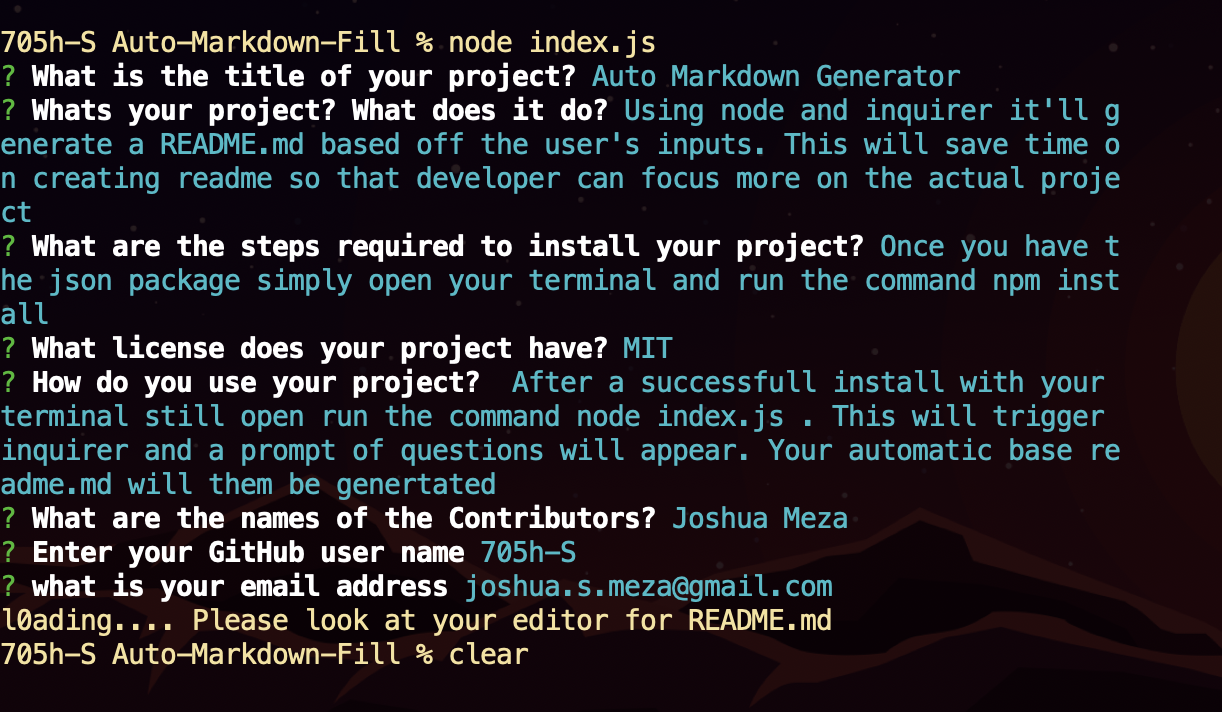 705h-S Auto-Markdown-Fill % node index.js
? What is the title of your project? Auto Markdown Generator
? Whats your project? What does it do? Using node and inquirer it'll g
enerate a README.md based off the user's inputs. This will save time o
n creating readme so that developer can focus more on the actual proje
ct
? What are the steps required to install your project? Once you have t
he json package simply open your terminal and run the command npm inst
all
? What license does your project have? MIT
? How do you use your project?  After a successfull install with your
terminal still open run the command node index.js . This will trigger
inquirer and a prompt of questions will appear. Your automatic base re
adme.md will them be genertated
? What are the names of the Contributors? Joshua Meza
? Enter your GitHub user name 705h-S
? what is your email address joshua.s.meza@gmail.com
l0ading.... Please look at your editor for README.md
705h-S Auto-Markdown-Fill % clear